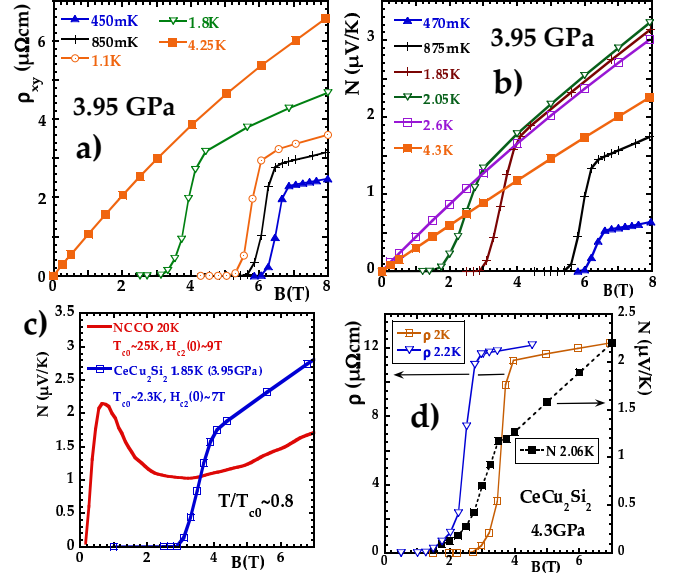 450mK
850mK
1.1K
1.8K
4.25K
3.95 GPa
a)
ρxy (μΩcm)
6
4
2
0
0 2 4 6 8
B(T)
470mK
875mK
1.85K
2.05K
2.6K
4.3K
3.95 GPa
b)
N (μV/K)
3
2
1
0
0 2 4 6 8
B(T)
c)
NCCO 20K
Tc0~25K, Hc2(0)~9T
CeCu2Si2 1.85K (3.95GPa)
Tc0~2.3K, Hc2(0)~7T
T/Tc0~0.8
N (μV/K)
3.5
3
2.5
2
1.5
1
0.5
0
0 2 4 6
B(T)
ρ 2K
ρ 2.2K
d)
N 2.06K
CeCu2Si2
4.3GPa
ρ (μΩcm)
12
8
4
0
0 2 4 6
B(T)
N (μV/K)
2.5
2
1.5
1
0.5
0